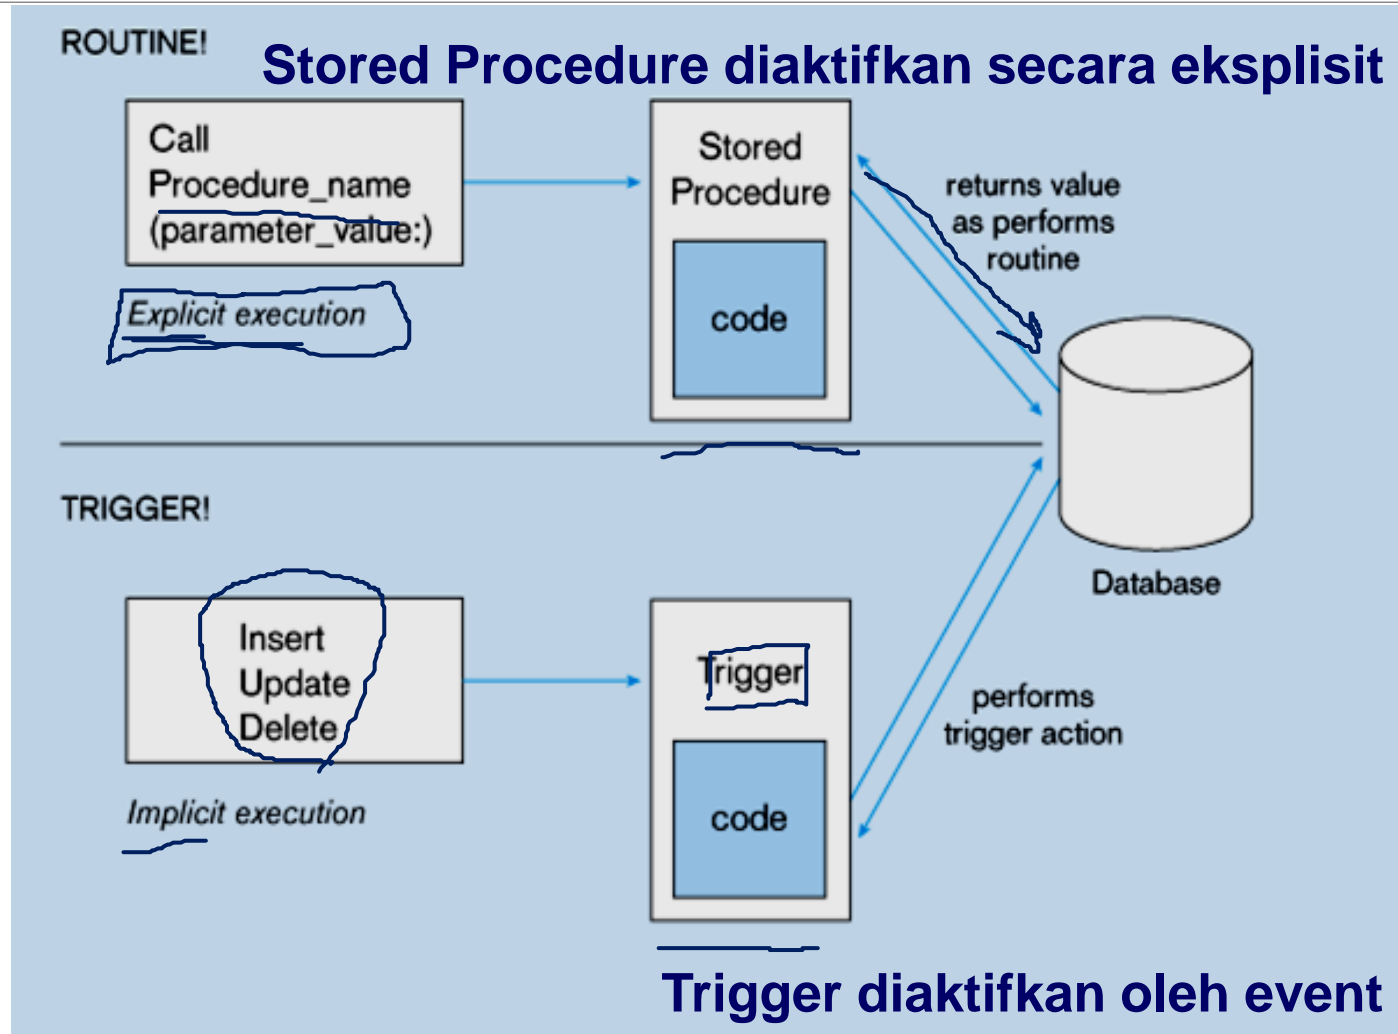 ROUTINE!
Stored Procedure diaktifkan secara eksplisit
Call
Procedure_name
(parameter_value:)
Explicit execution
Stored
Procedure
code
returns value
as performs
routine
Database
TRIGGER!
Insert
Update
Delete
Implicit execution
Trigger
code
performs
trigger action
Trigger diaktifkan oleh event